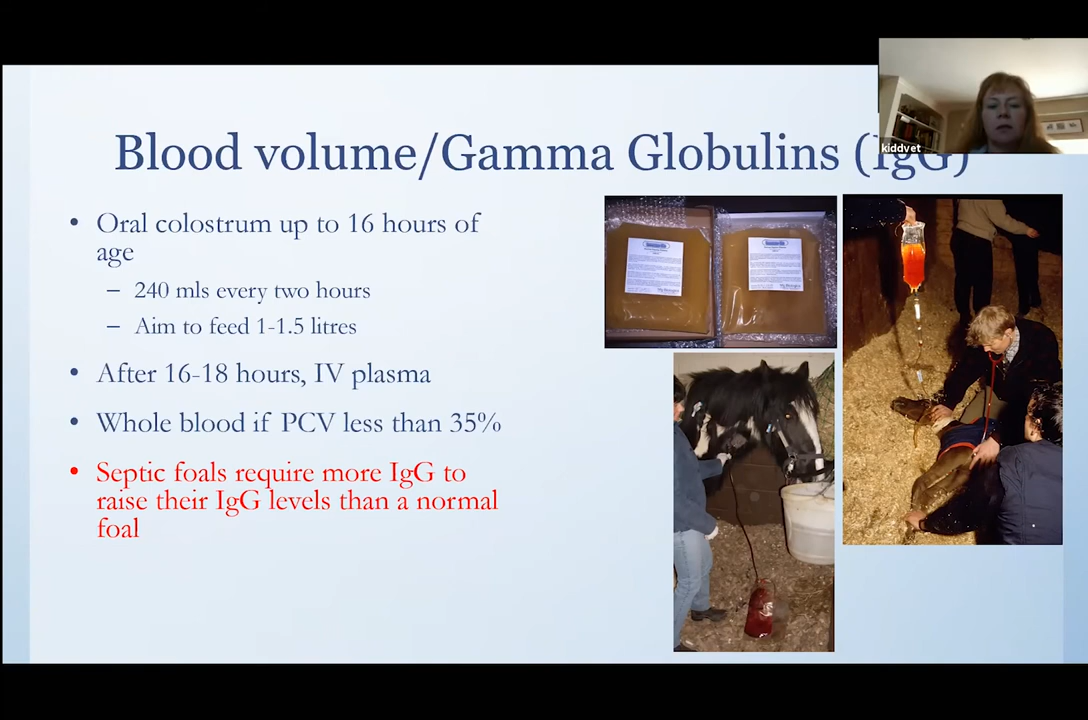 kiddvet
Blood volume/Gamma Globulins (IgG)
• Oral colostrum up to 16 hours of
age
– 240 mls every two hours
– Aim to feed 1-1.5 litres
• After 16-18 hours, IV plasma
• Whole blood if PCV less than 35%
• Septic foals require more IgG to
raise their IgG levels than a normal
foal